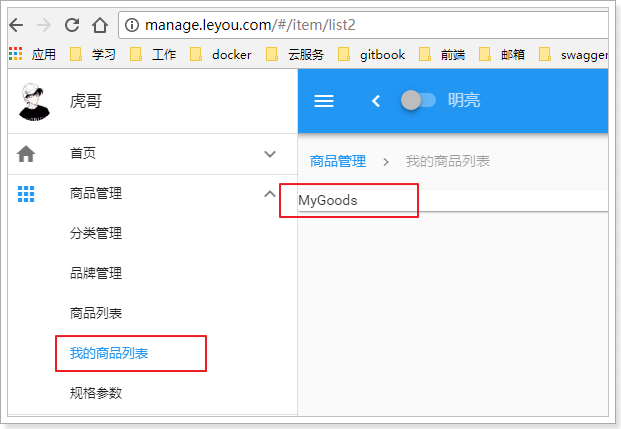 manage.leyou.com/#/item/list2
应用 学习 工作 docker 云服务 gitbook 前端 邮箱 swagger
虎哥
明亮
首页
商品管理 > 我的商品列表
商品管理
MyGoods
分类管理
品牌管理
商品列表
我的商品列表
规格参数